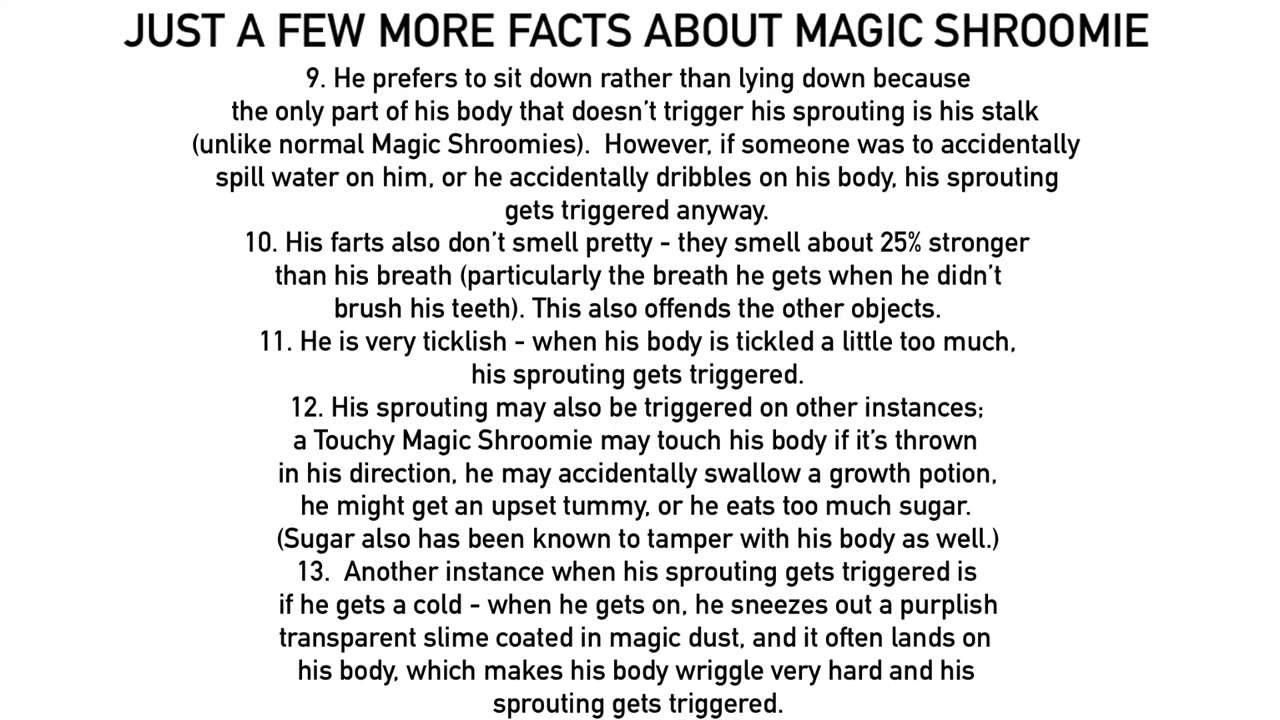 JUST A FEW MORE FACTS ABOUT MAGIC SHROOMIE
9. He prefers to sit down rather than lying down because
the only part of his body that doesn't trigger his sprouting is his stalk
(unlike normal Magic Shroomies).  However, if someone was to accidentally
spill water on him, or he accidentally dribbles on his body, his sprouting
gets triggered anyway.
10. His farts also don't smell pretty - they smell about 25% stronger
than his breath (particularly the breath he gets when he didn't
brush his teeth). This also offends the other objects.
11. He is very ticklish - when his body is tickled a little too much,
his sprouting gets triggered.
12. His sprouting may also be triggered on other instances;
a Touchy Magic Shroomie may touch his body if it's thrown
in his direction, he may accidentally swallow a growth potion,
he might get an upset tummy, or he eats too much sugar.
(Sugar also has been known to tamper with his body as well.)
13.  Another instance when his sprouting gets triggered is
if he gets a cold - when he gets on, he sneezes out a purplish
transparent slime coated in magic dust, and it often lands on
his body, which makes his body wriggle very hard and his
sprouting gets triggered.